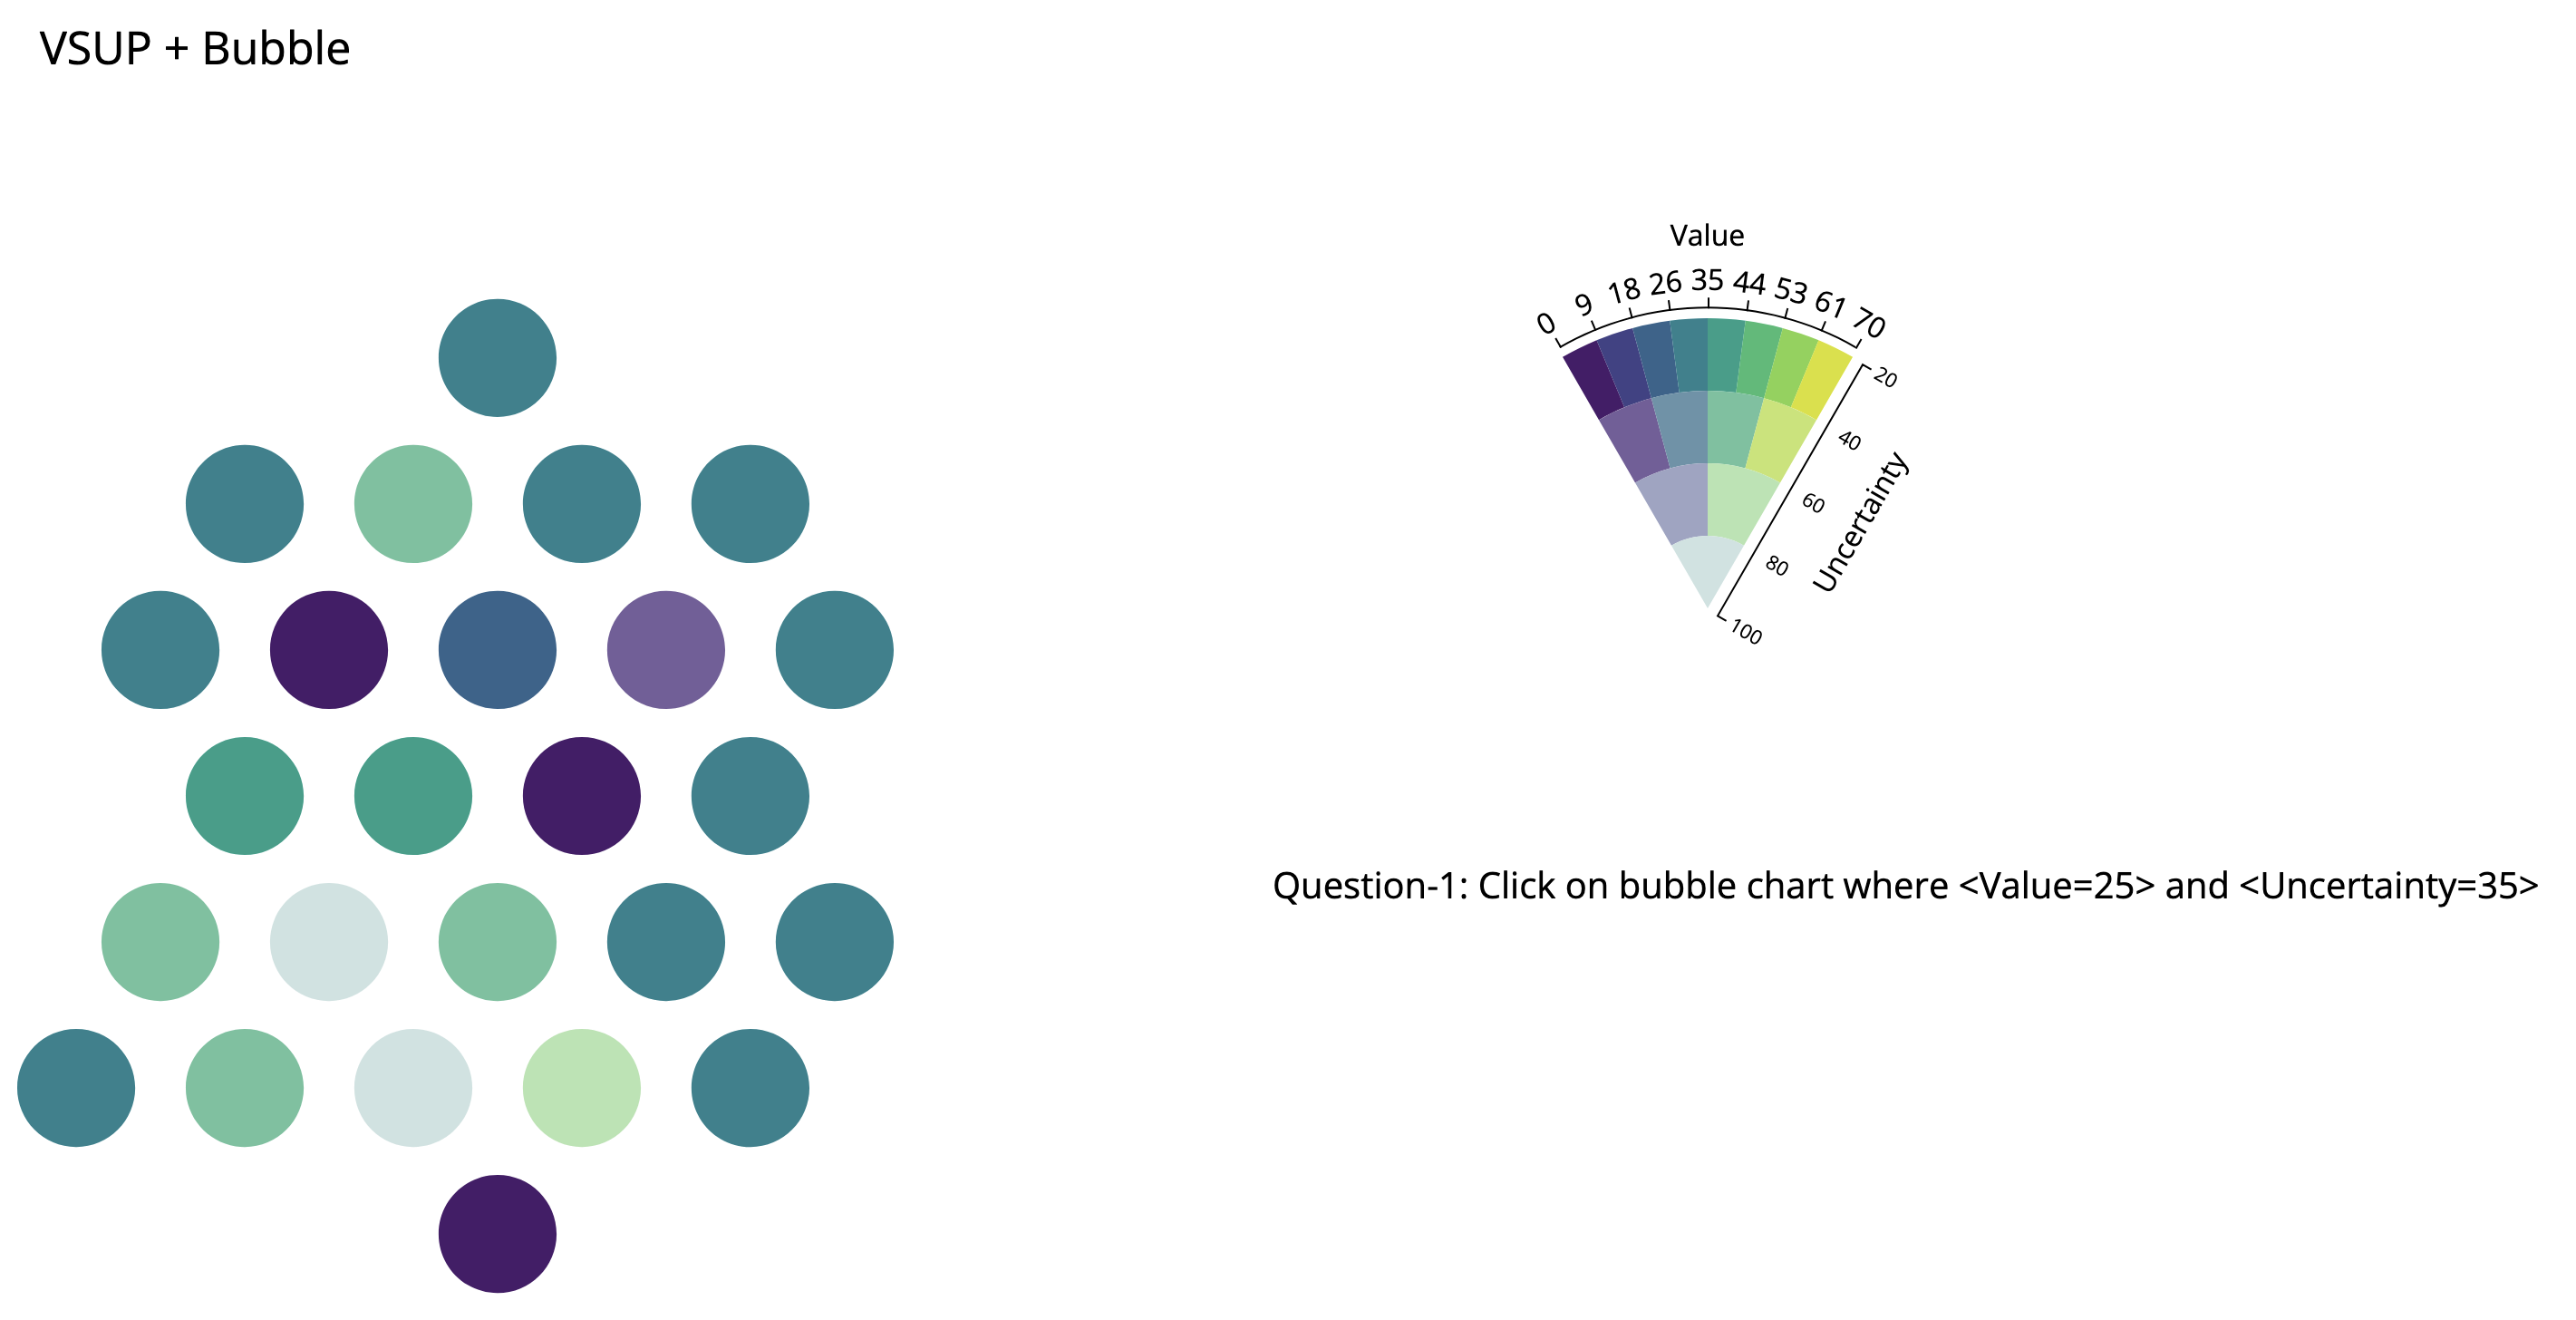 VSUP + Bubble
Value
0 9 18 26 35 44 53 61 70
20
40
60
80
100
Uncertainty
Question-1: Click on bubble chart where <Value=25> and <Uncertainty=35>